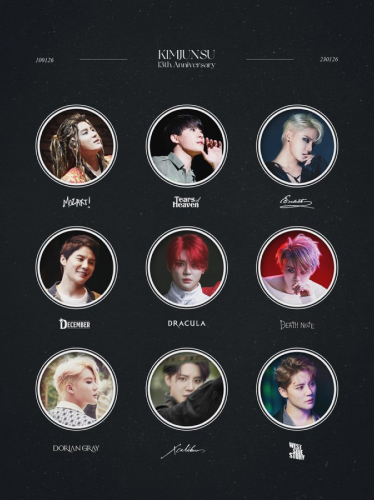 KIMJUNSU
100126
13th Anniversary
230126
MOZART!
Tears of
Heaven
DECEMBER
DRACULA
DEATH NOTE
DORIAN GRAY
Xcalibur
WEST
SIDE
STORY